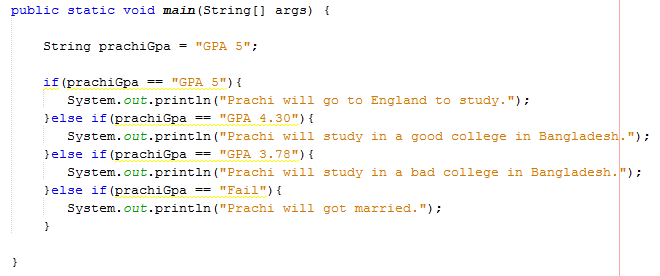 public static void main(String[] args) {
String prachiGpa = "GPA 5";
if(prachiGpa == "GPA 5"){
System.out.println("Prachi will go to England to study.");
}else if(prachiGpa == "GPA 4.30"){
System.out.println("Prachi will study in a good college in Bangladesh.");
}else if(prachiGpa == "GPA 3.78"){
System.out.println("Prachi will study in a bad college in Bangladesh.");
}else if(prachiGpa == "Fail"){
System.out.println("Prachi will got married.");
}
}